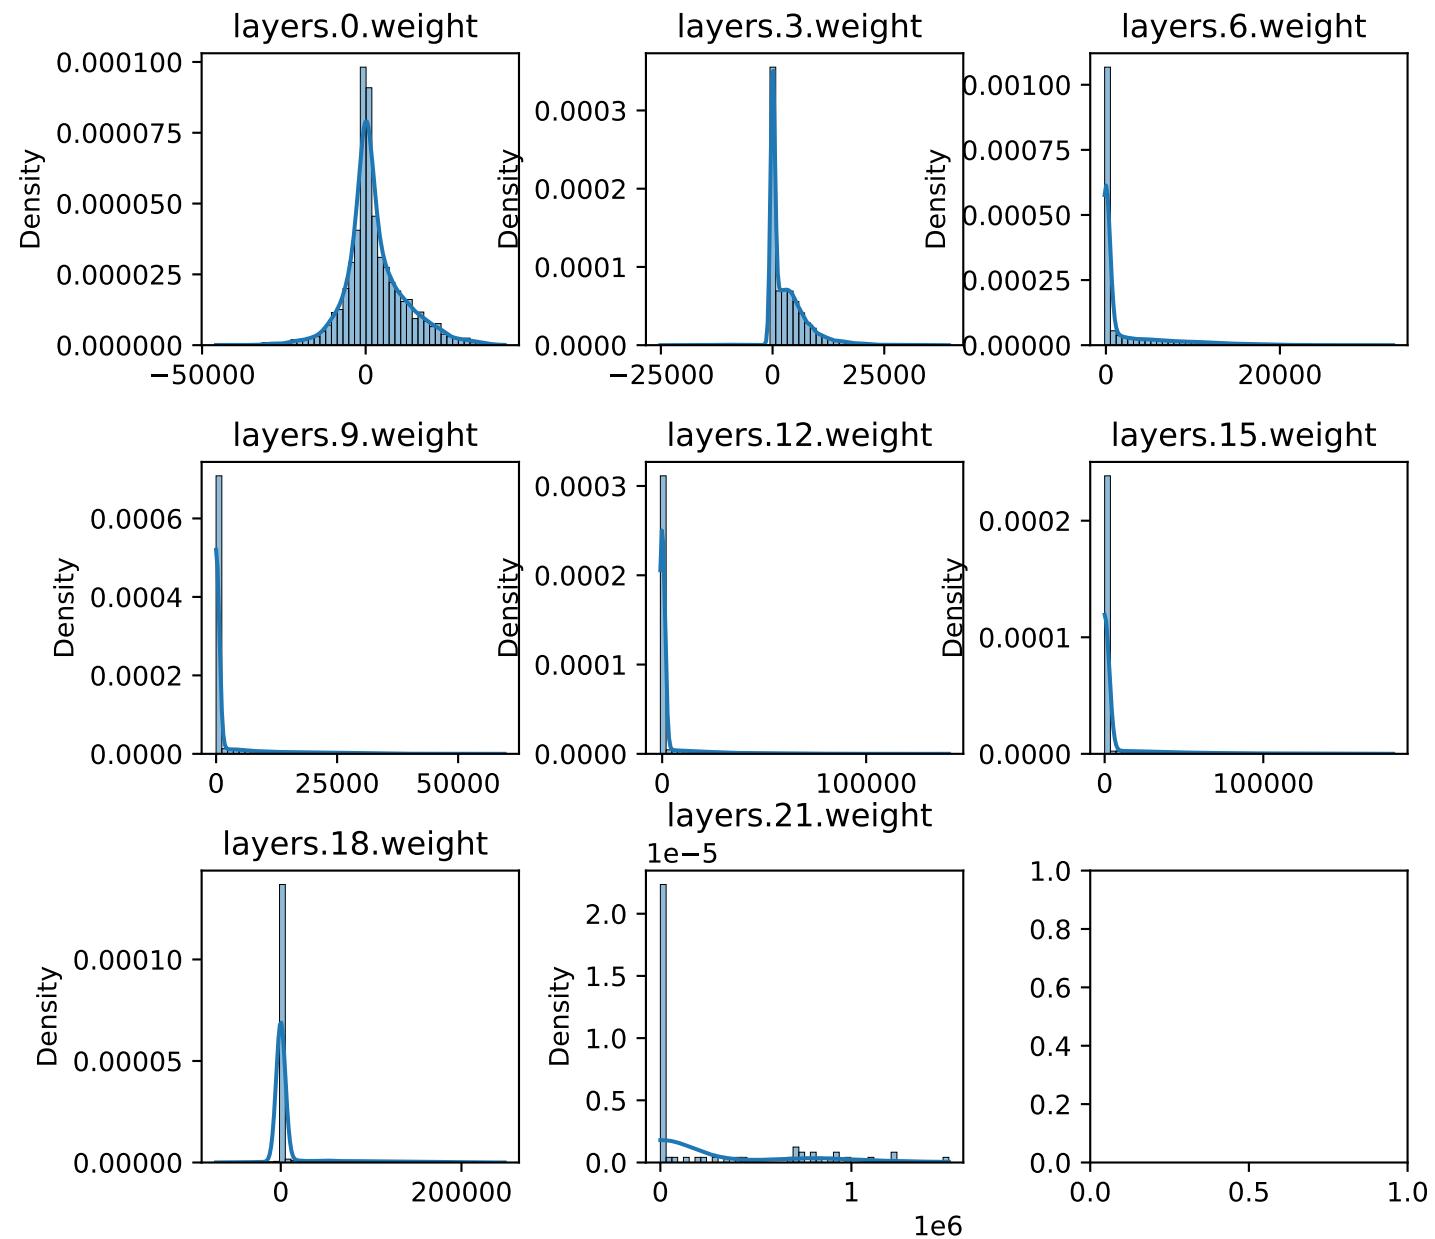 layers.0.weight
0.000100
0.000075
0.000050
0.000025
0.000000
Density
−50000 0
layers.3.weight
0.0003
0.0002
0.0001
0.0000
Density
−25000 0 25000
layers.6.weight
0.00100
0.00075
0.00050
0.00025
0.00000
Density
0 20000
layers.9.weight
0.0006
0.0004
0.0002
0.0000
Density
0 25000 50000
layers.12.weight
0.0003
0.0002
0.0001
0.0000
Density
0 100000
layers.15.weight
0.0002
0.0001
0.0000
Density
0 100000
layers.18.weight
0.00010
0.00005
0.00000
Density
0 200000
layers.21.weight
1e−5
2.0
1.5
1.0
0.5
0.0
Density
0 1
1e6
1.0
0.8
0.6
0.4
0.2
0.0
0.0 0.5 1.0